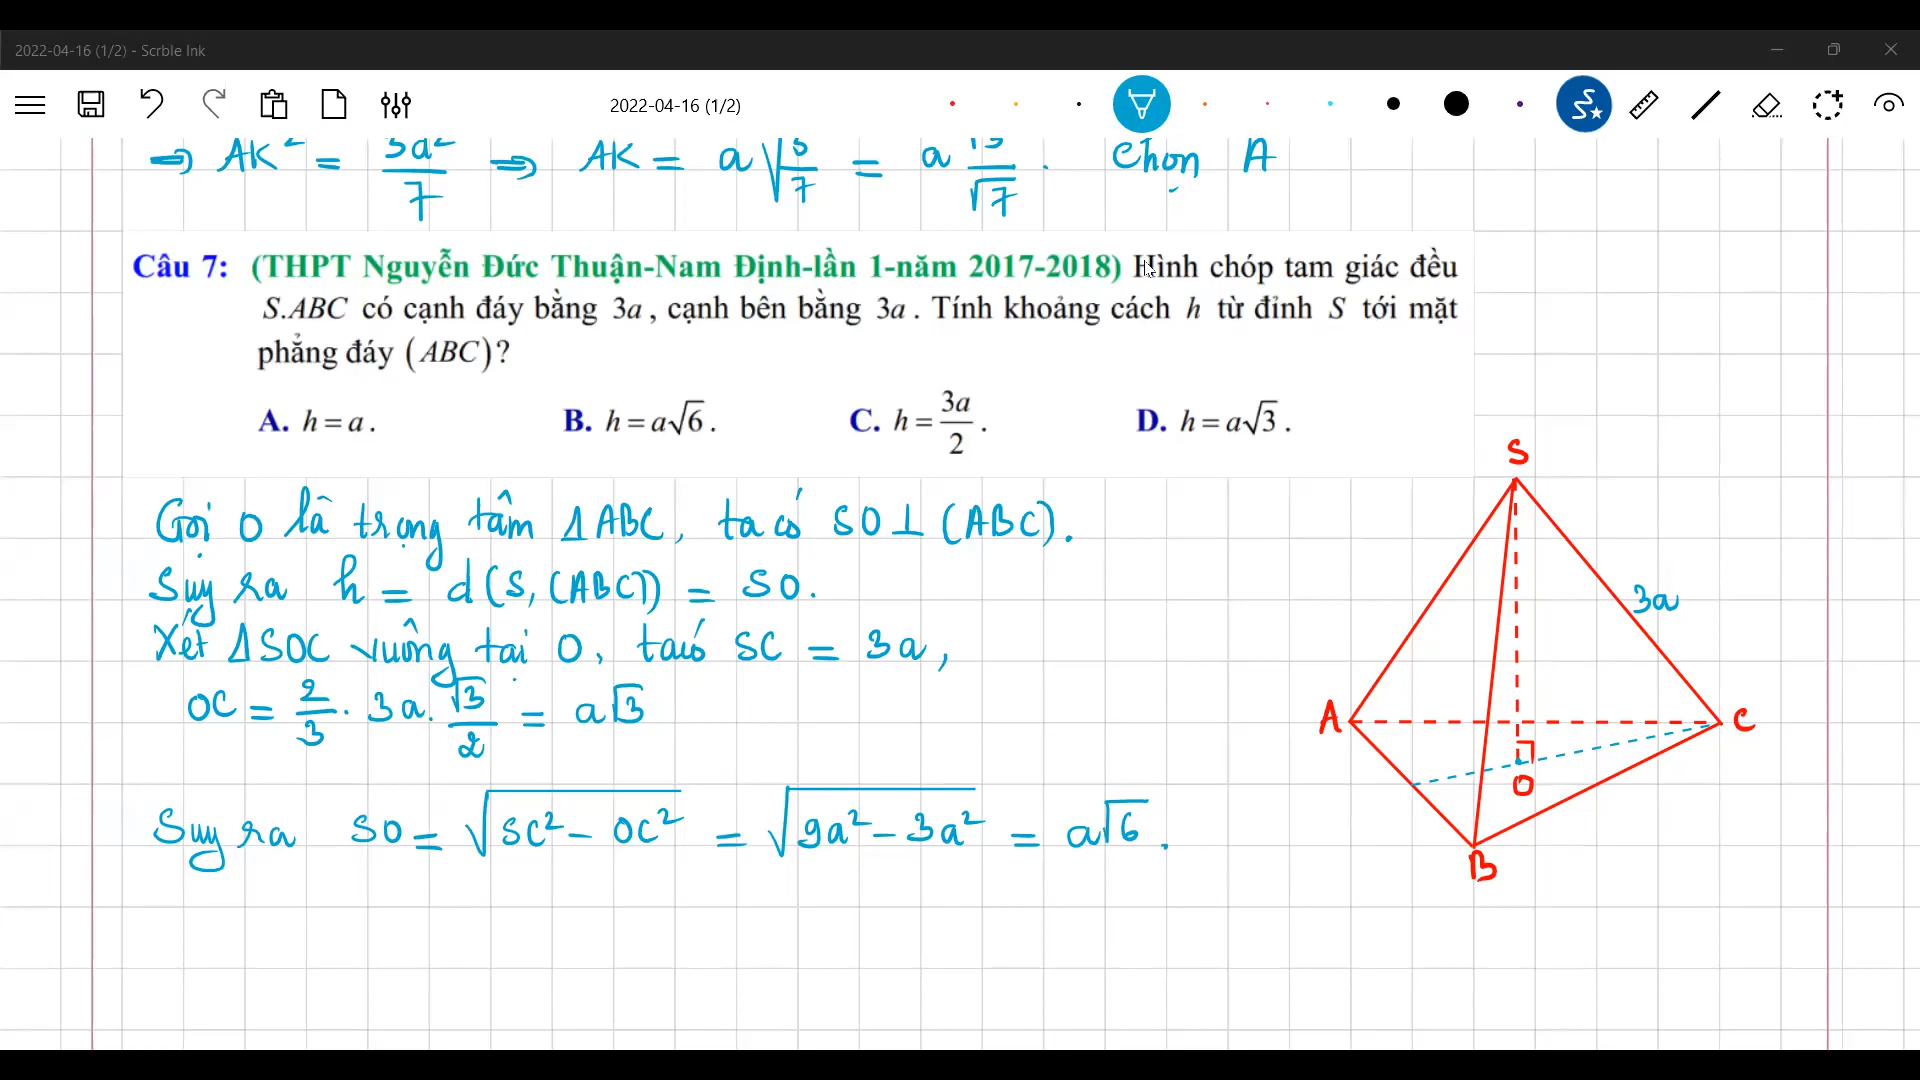 2022-04-16 (1/2) - Scrble Ink
2022-04-16 (1/2)
⇒ AK² = 3a²/7 ⇒ AK = a√(3/7) = a√3/√7. Chọn A
Câu 7: (THPT Nguyễn Đức Thuận-Nam Định-lần 1-năm 2017-2018) Hình chóp tam giác đều
S.ABC có cạnh đáy bằng 3a, cạnh bên bằng 3a. Tính khoảng cách h từ đỉnh S tới mặt
phẳng đáy (ABC)?
A. h = a. B. h = a√6. C. h = 3a/2. D. h = a√3.
Gọi O là trọng tâm ΔABC, ta có SO ⊥ (ABC).
Suy ra h = d(S, (ABC)) = SO.
Xét ΔSOC vuông tại O, ta có SC = 3a,
OC = 2/3 . 3a . √3/2 = a√3
Suy ra SO = √(SC² - OC²) = √(9a² - 3a²) = a√6.
S
3a
A
C
O
B